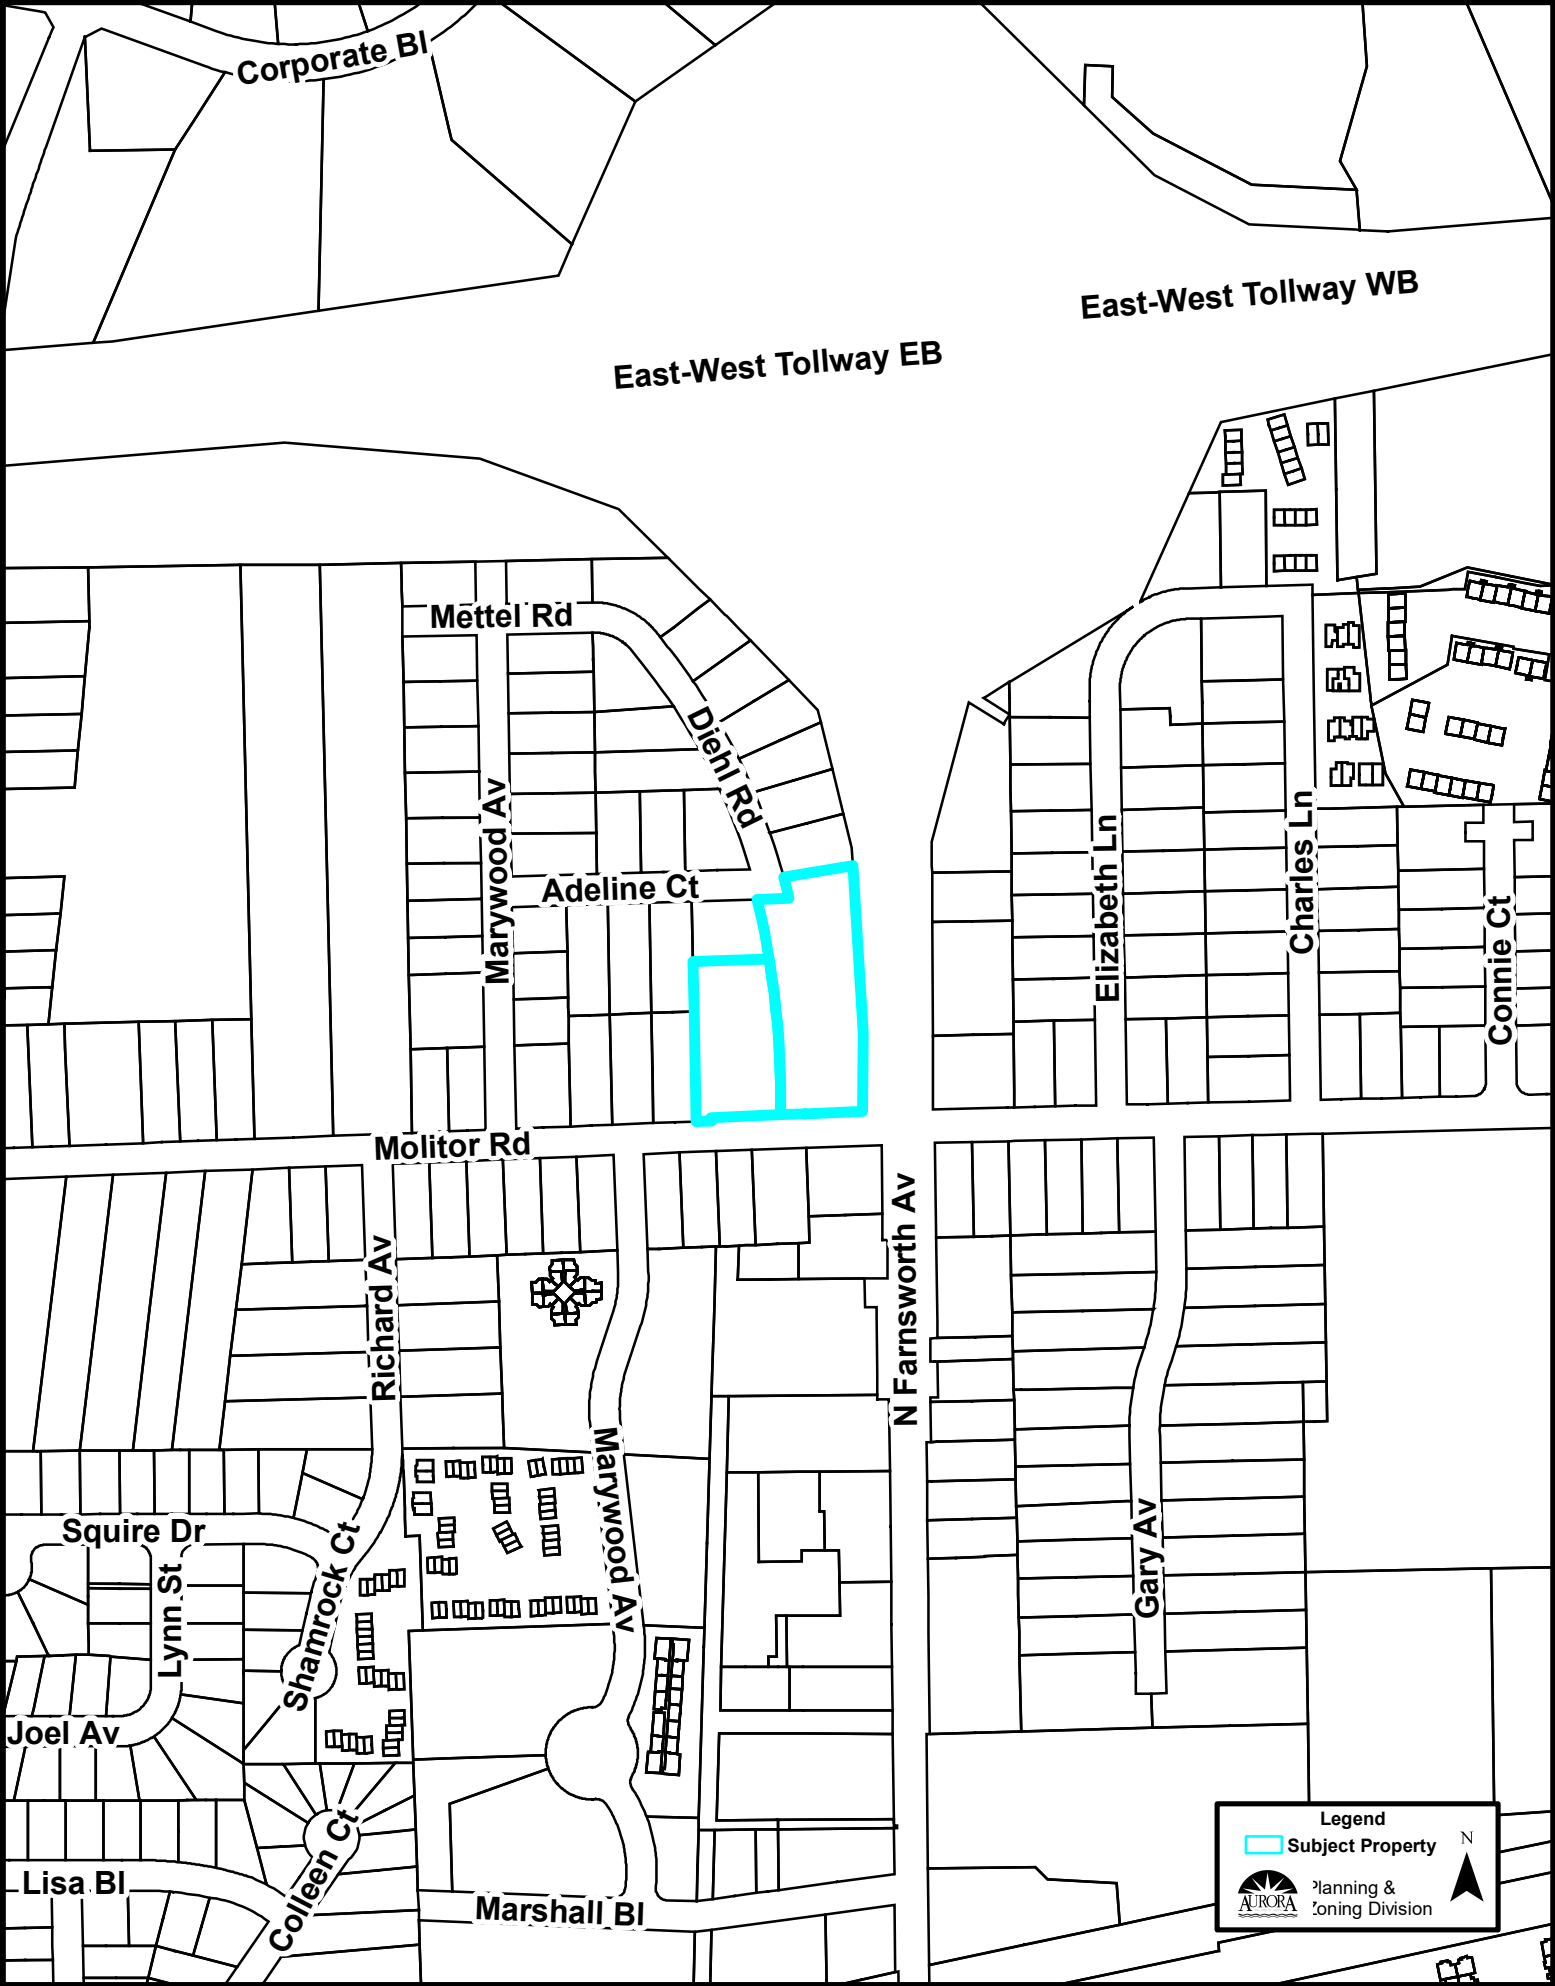 Corporate Bl
East-West Tollway WB
East-West Tollway EB
Mettel Rd
Diehl Rd
Marywood Av
Adeline Ct
Elizabeth Ln
Charles Ln
Connie Ct
Molitor Rd
N Farnsworth Av
Richard Av
Marywood Av
Squire Dr
Lynn St
Shamrock Ct
Gary Av
Joel Av
Colleen Ct
Lisa Bl
Marshall Bl
Legend
Subject Property
N
AURORA
Planning &
Zoning Division